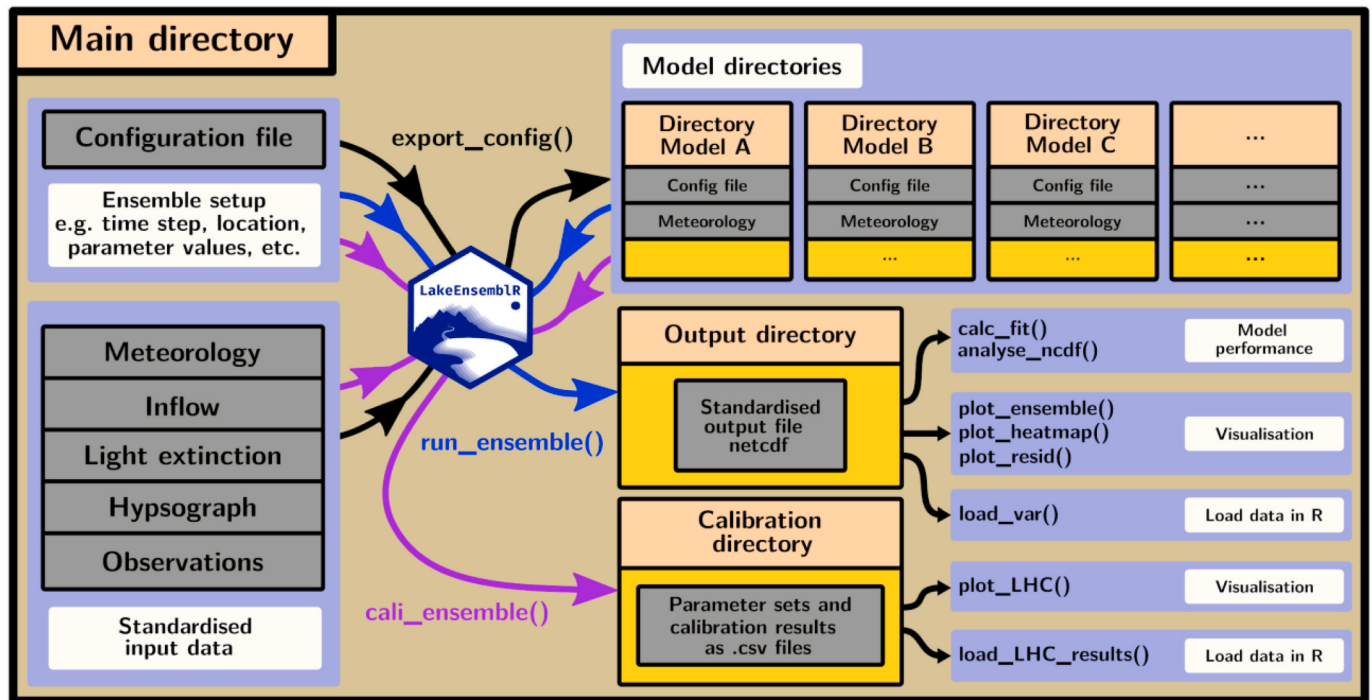 Main directory
Configuration file
Ensemble setup
e.g. time step, location,
parameter values, etc.
Meteorology
Inflow
Light extinction
Hypsograph
Observations
Standardised
input data
export_config()
LakeEnsemblR
run_ensemble()
cali_ensemble()
Model directories
Directory
Model A
Config file
Meteorology
Directory
Model B
Config file
Meteorology
...
Directory
Model C
Config file
Meteorology
...
...
...
...
...
Output directory
Standardised
output file
netcdf
calc_fit()
analyse_ncdf()
Model
performance
plot_ensemble()
plot_heatmap()
plot_resid()
Visualisation
load_var()
Load data in R
Calibration
directory
Parameter sets and
calibration results
as .csv files
plot_LHC()
Visualisation
load_LHC_results()
Load data in R